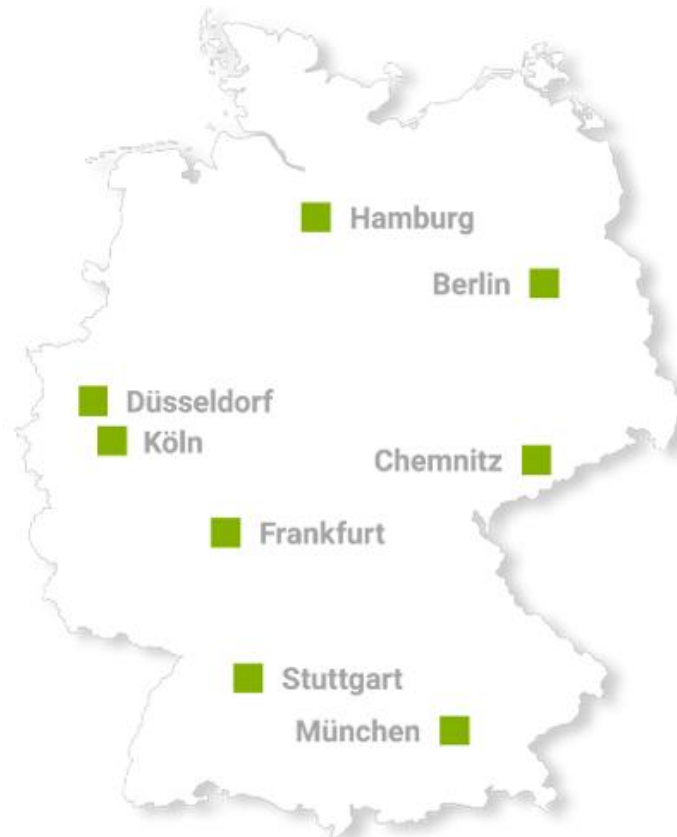 Hamburg
Berlin
Düsseldorf
Köln
Chemnitz
Frankfurt
Stuttgart
München